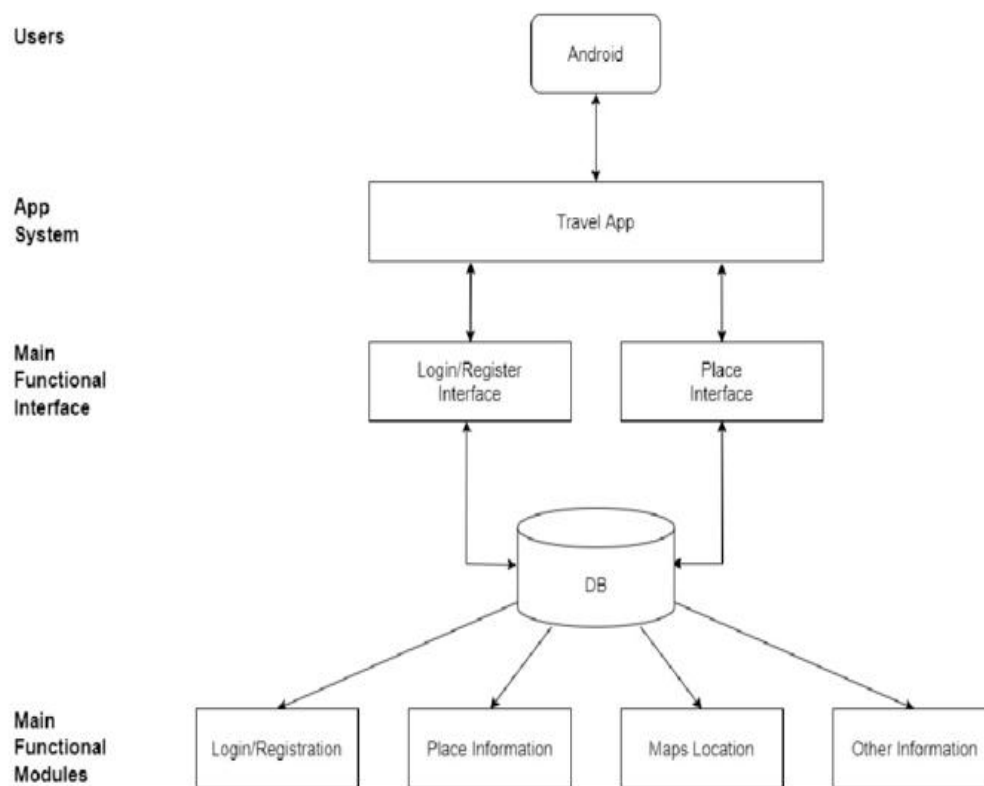 Users
Android
App
System
Travel App
Main
Functional
Interface
Login/Register
Interface
Place
Interface
DB
Main
Functional
Modules
Login/Registration
Place Information
Maps Location
Other Information